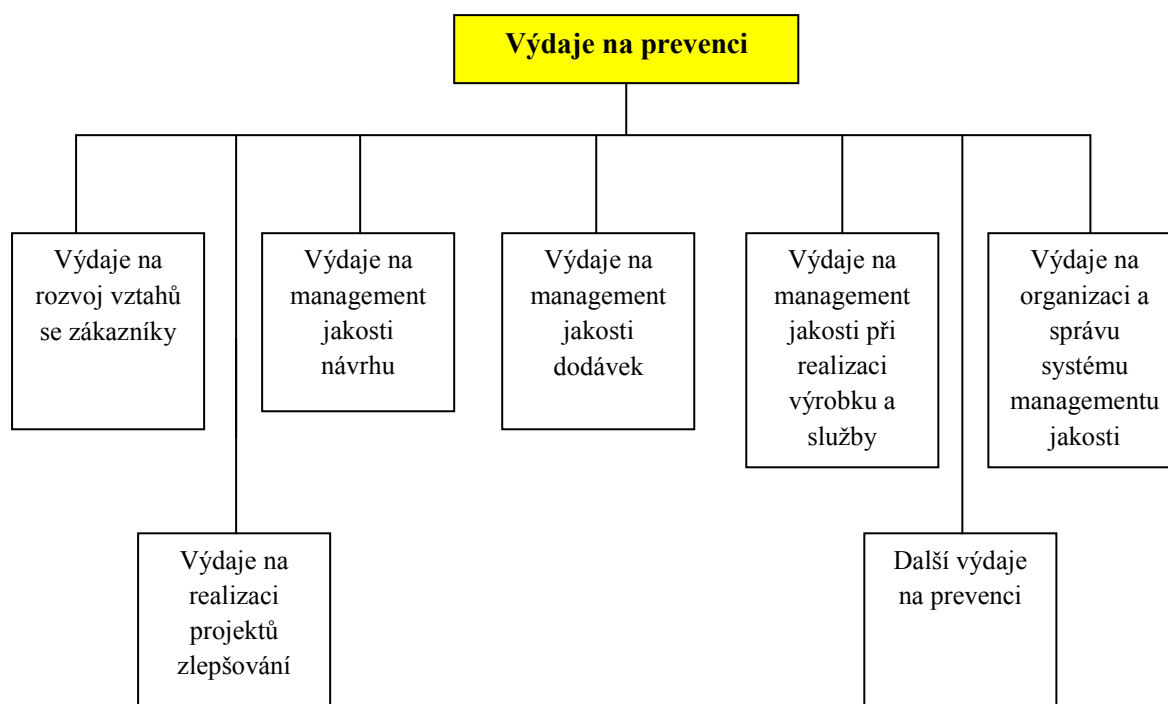 Výdaje na prevenci
Výdaje na
rozvoj vztahů
se zákazníky
Výdaje na
management
jakosti
návrhu
Výdaje na
management
jakosti
dodávek
Výdaje na
management
jakosti při
realizaci
výrobku a
služby
Výdaje na
organizaci a
správu
systému
managementu
jakosti
Výdaje na
realizaci
projektů
zlepšování
Další výdaje
na prevenci